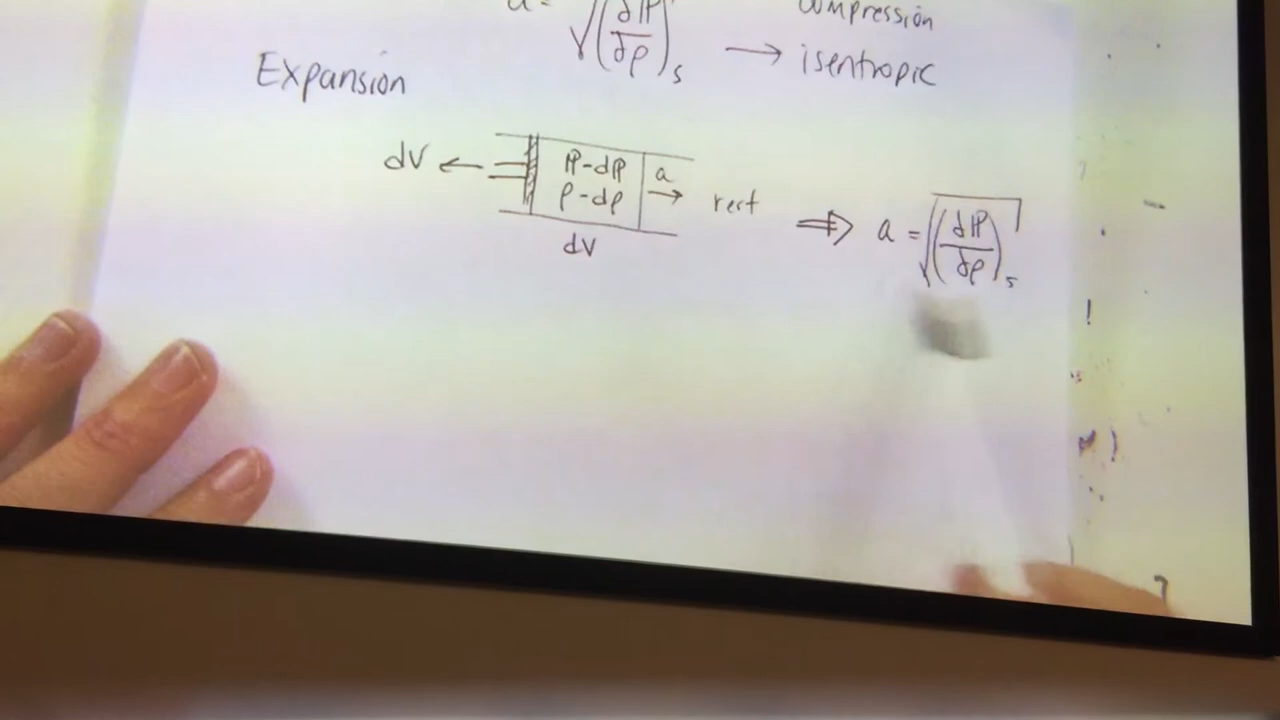 a = √(∂P/∂ρ)s
compression
→ isentropic
Expansion
dV ←
P-dP
ρ-dρ
a →
rest
dV
⇒ a = √(∂P/∂ρ)s